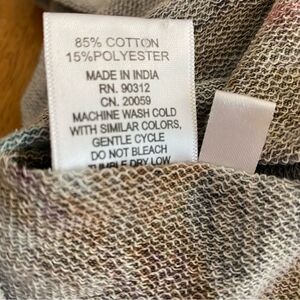 85% COTTON
15%POLYESTER
MADE IN INDIA
RN. 90312
CN. 20059
MACHINE WASH COLD
WITH SIMILAR COLORS,
GENTLE CYCLE
DO NOT BLEACH
TUMBLE DRY LOW